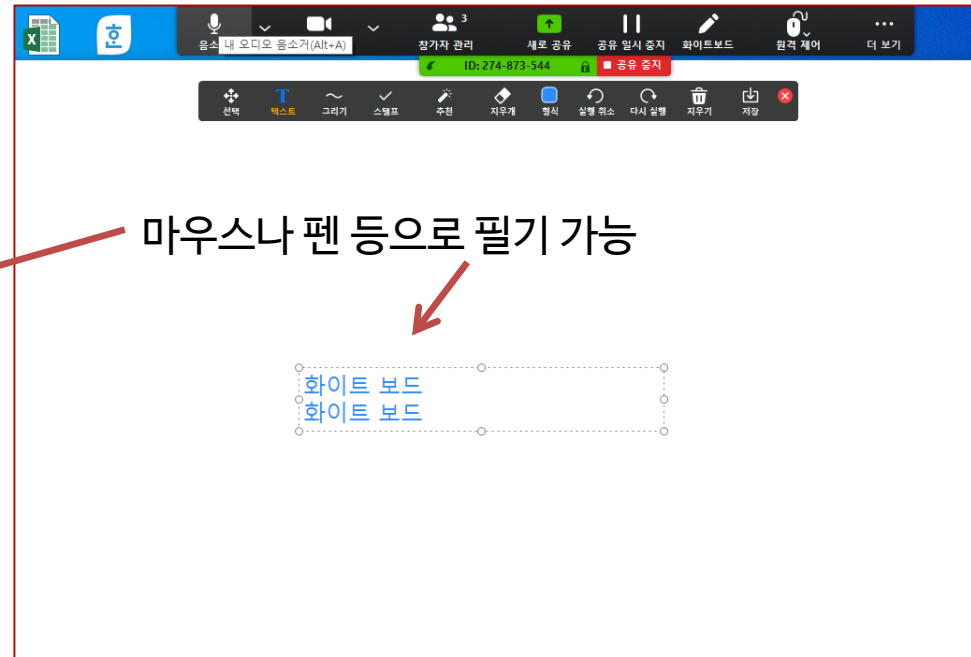 음소
내 오디오 음소거(Alt+A)
3
참가자 관리
새로 공유
공유 일시 중지
화이트보드
원격 제어
더 보기
ID: 274-873-544
공유 중지
선택
T
텍스트
그리기
스탬프
추천
지우개
형식
실행 취소
다시 실행
지우기
저장
마우스나 펜 등으로 필기 가능
화이트 보드
화이트 보드